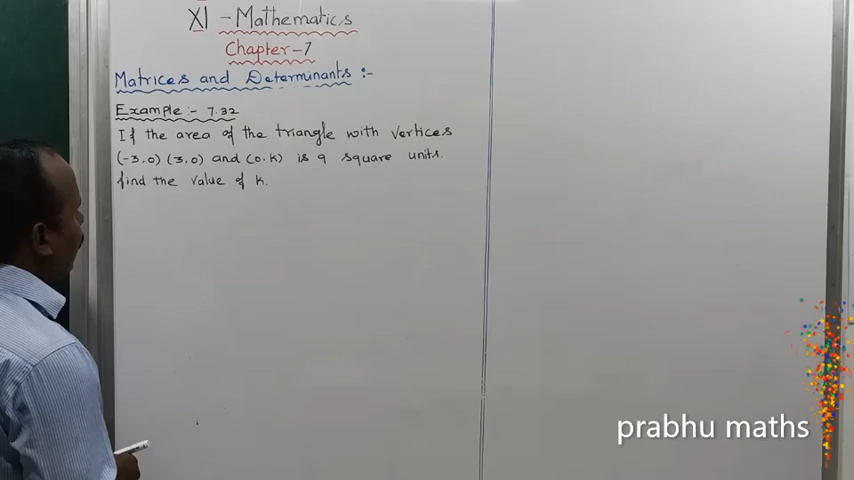 XI - Mathematics
Chapter-7
Matrices and Determinants :-
Example:- 7.32
If the area of the triangle with vertices
(-3,0) (3,0) and (0,k) is 9 square units.
find the value of k.
prabhu maths